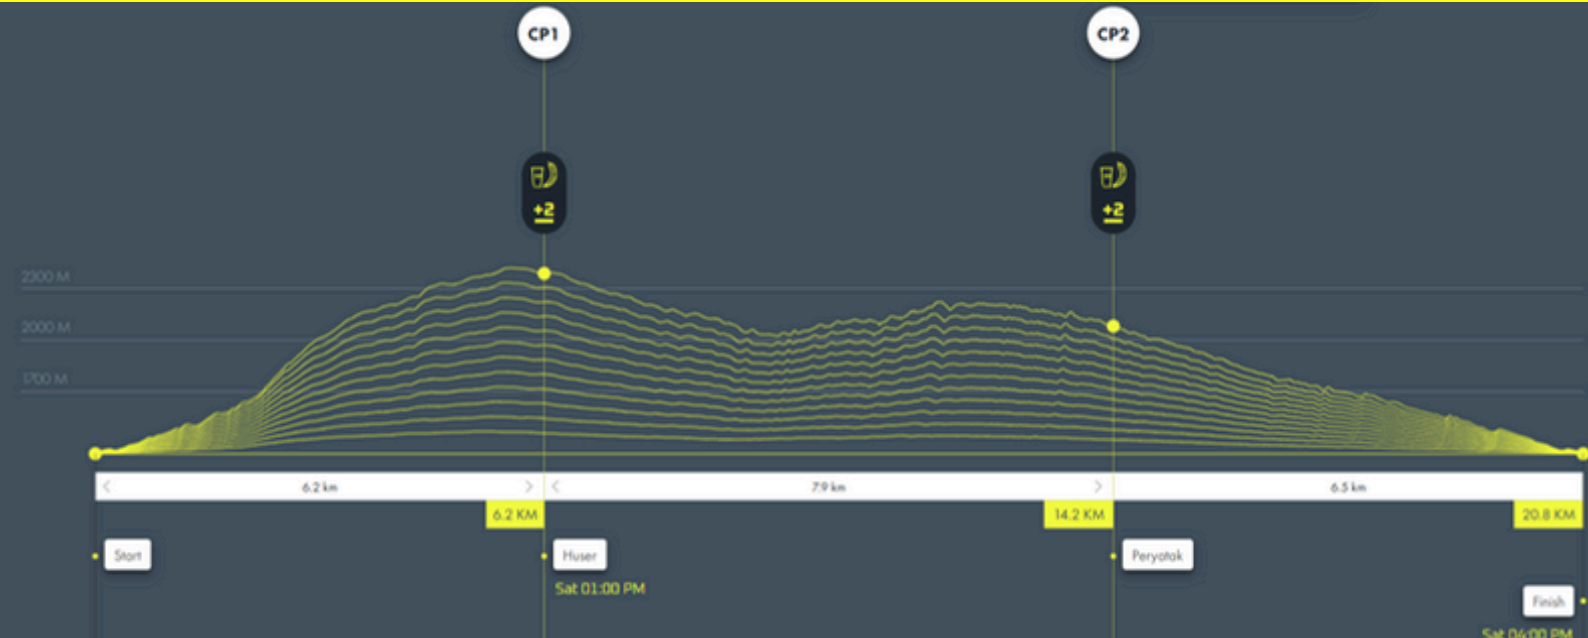 CP1
CP2
+2
+2
2300 M
2000 M
1700 M
6.2 km
7.9 km
6.5 km
6.2 KM
14.2 KM
20.8 KM
Start
Huser
Peryatak
Sat 01:00 PM
Finish
Sat 04:00 PM